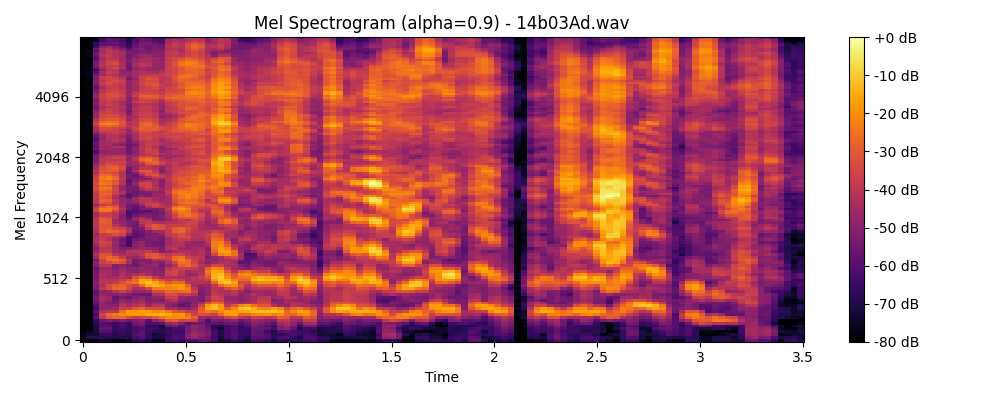 Mel Spectrogram (alpha=0.9) - 14b03Ad.wav
+0 dB
-10 dB
4096
-20 dB
-30 dB
2048
Mel Frequency
-40 dB
1024
-50 dB
512
-60 dB
-70 dB
0
-80 dB
0 0.5 1 1.5 2 2.5 3 3.5
Time